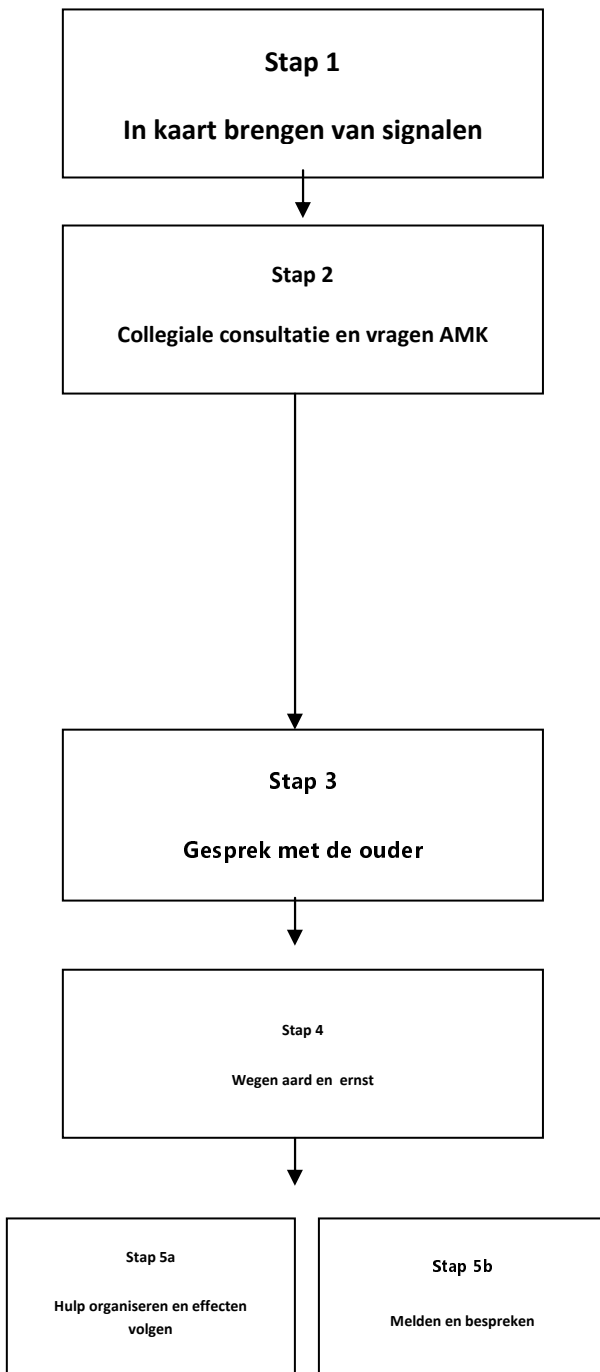 Stap 1
In kaart brengen van signalen
Stap 2
Collegiale consultatie en vragen AMK
Stap 3
Gesprek met de ouder
Stap 4
Wegen aard en ernst
Stap 5a
Hulp organiseren en effecten
volgen
Stap 5b
Melden en bespreken